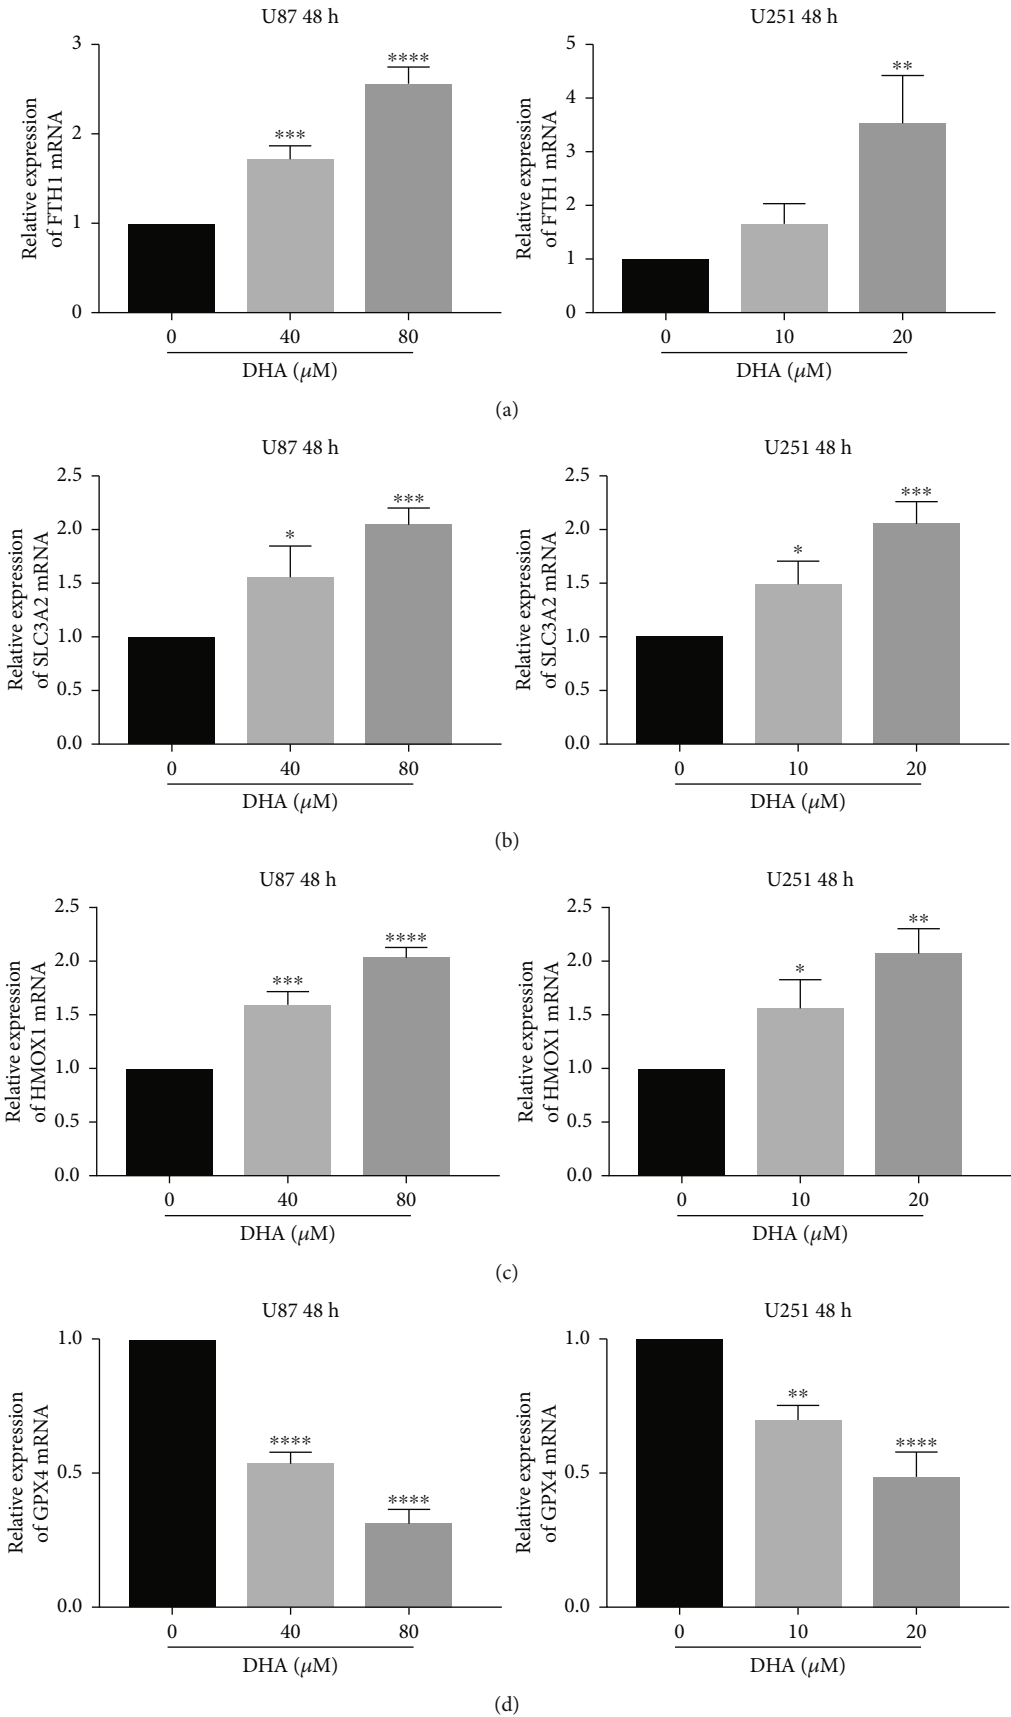 U87 48 h
Relative expression
of FTH1 mRNA
3
2
1
0
***
****
0 40 80
DHA (μM)
U251 48 h
Relative expression
of FTH1 mRNA
5
4
3
2
1
0
**
0 10 20
DHA (μM)
(a)
U87 48 h
Relative expression
of SLC3A2 mRNA
2.5
2.0
1.5
1.0
0.5
0.0
*
***
0 40 80
DHA (μM)
U251 48 h
Relative expression
of SLC3A2 mRNA
2.5
2.0
1.5
1.0
0.5
0.0
*
***
0 10 20
DHA (μM)
(b)
U87 48 h
Relative expression
of HMOX1 mRNA
2.5
2.0
1.5
1.0
0.5
0.0
***
****
0 40 80
DHA (μM)
U251 48 h
Relative expression
of HMOX1 mRNA
2.5
2.0
1.5
1.0
0.5
0.0
*
**
0 10 20
DHA (μM)
(c)
U87 48 h
Relative expression
of GPX4 mRNA
1.0
0.5
0.0
****
****
0 40 80
DHA (μM)
U251 48 h
Relative expression
of GPX4 mRNA
1.0
0.5
0.0
**
****
0 10 20
DHA (μM)
(d)